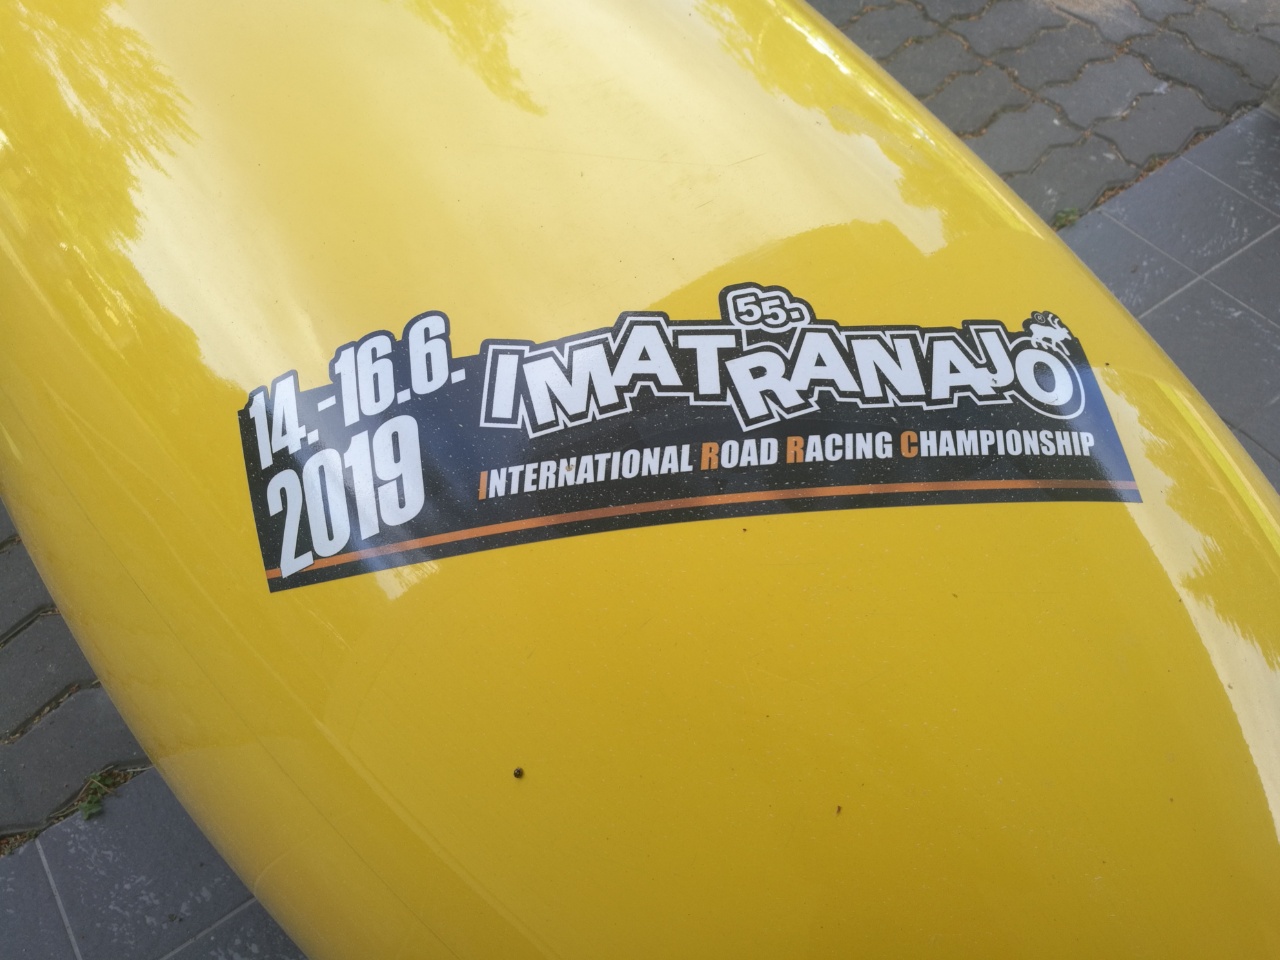 14.-16.6.
2019
55.
IMATRANAJO
INTERNATIONAL ROAD RACING CHAMPIONSHIP